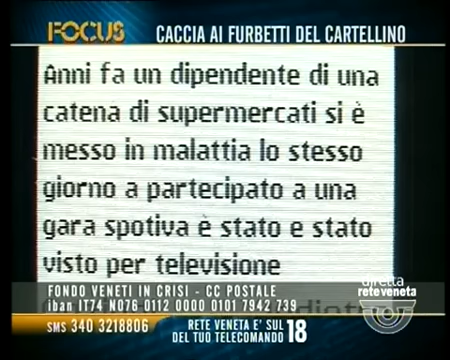 FOCUS CACCIA AI FURBETTI DEL CARTELLINO
Anni fa un dipendente di una
catena di supermercati si è
messo in malattia lo stesso
giorno a partecipato a una
gara spotiva è stato e stato
visto per televisione
FONDO VENETI IN CRISI - CC POSTALE
iban IT74 N076 0112 0000 0101 7942 739
diretta
reteveneta
SMS 340 3218806
RETE VENETA E' SUL
DEL TUO TELECOMANDO 18